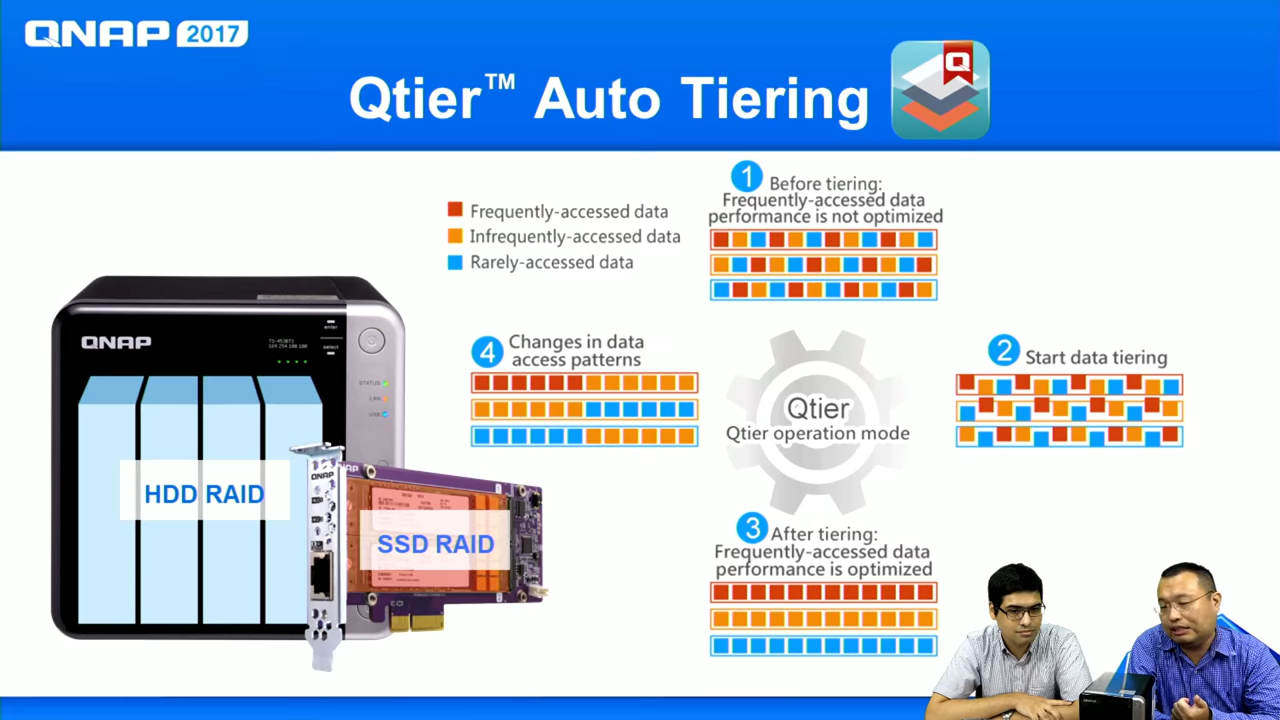 QNAP 2017
Qtier™ Auto Tiering
Q
Frequently-accessed data
Infrequently-accessed data
Rarely-accessed data
1
Before tiering:
Frequently-accessed data
performance is not optimized
2
Start data tiering
4
Changes in data
access patterns
Qtier
Qtier operation mode
3
After tiering:
Frequently-accessed data
performance is optimized
QNAP
enter
select
STATUS
LAN
USB
HDD RAID
QNAP
SSD RAID